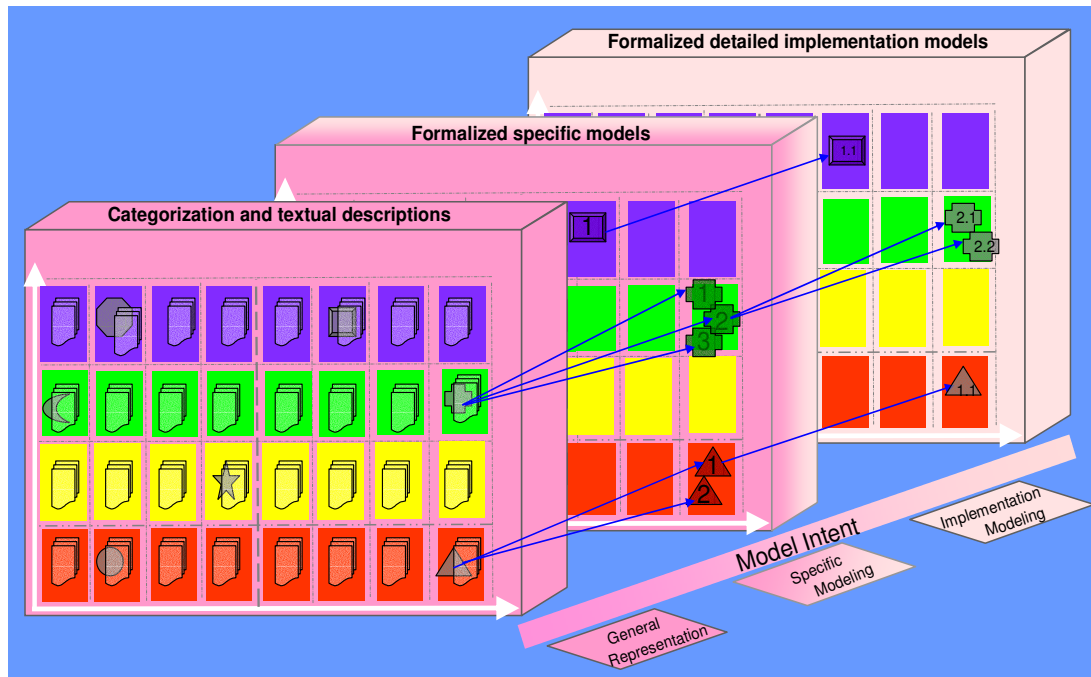 Formalized detailed implementation models
Formalized specific models
Categorization and textual descriptions
1.1
1
2.1
2.2
1
2
3
1.1
1
2
Model Intent
Implementation
Modeling
Specific
Modeling
General
Representation